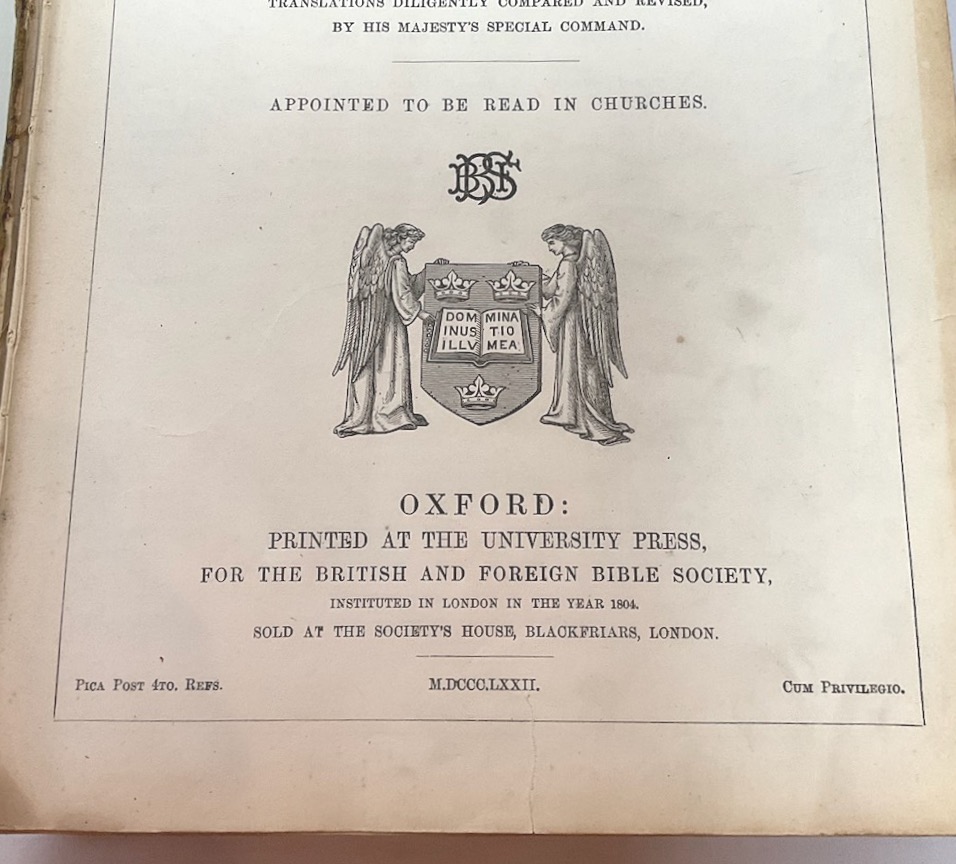 TRANSLATIONS DILIGENTLY COMPARED AND REVISED,
BY HIS MAJESTY'S SPECIAL COMMAND.
APPOINTED TO BE READ IN CHURCHES.
BFBS
DOM MINA
INUS TIO
ILLV MEA
OXFORD:
PRINTED AT THE UNIVERSITY PRESS,
FOR THE BRITISH AND FOREIGN BIBLE SOCIETY,
INSTITUTED IN LONDON IN THE YEAR 1804.
SOLD AT THE SOCIETY'S HOUSE, BLACKFRIARS, LONDON.
PICA POST 4TO. REFS. M.DCCC.LXXII. CUM PRIVILEGIO.